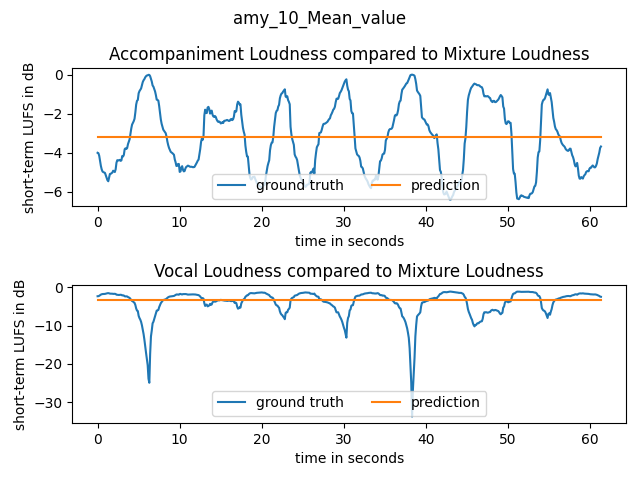 amy_10_Mean_value
Accompaniment Loudness compared to Mixture Loudness
short-term LUFS in dB
0
−2
−4
−6
ground truth prediction
0 10 20 30 40 50 60
time in seconds
Vocal Loudness compared to Mixture Loudness
short-term LUFS in dB
0
−10
−20
−30
ground truth prediction
0 10 20 30 40 50 60
time in seconds